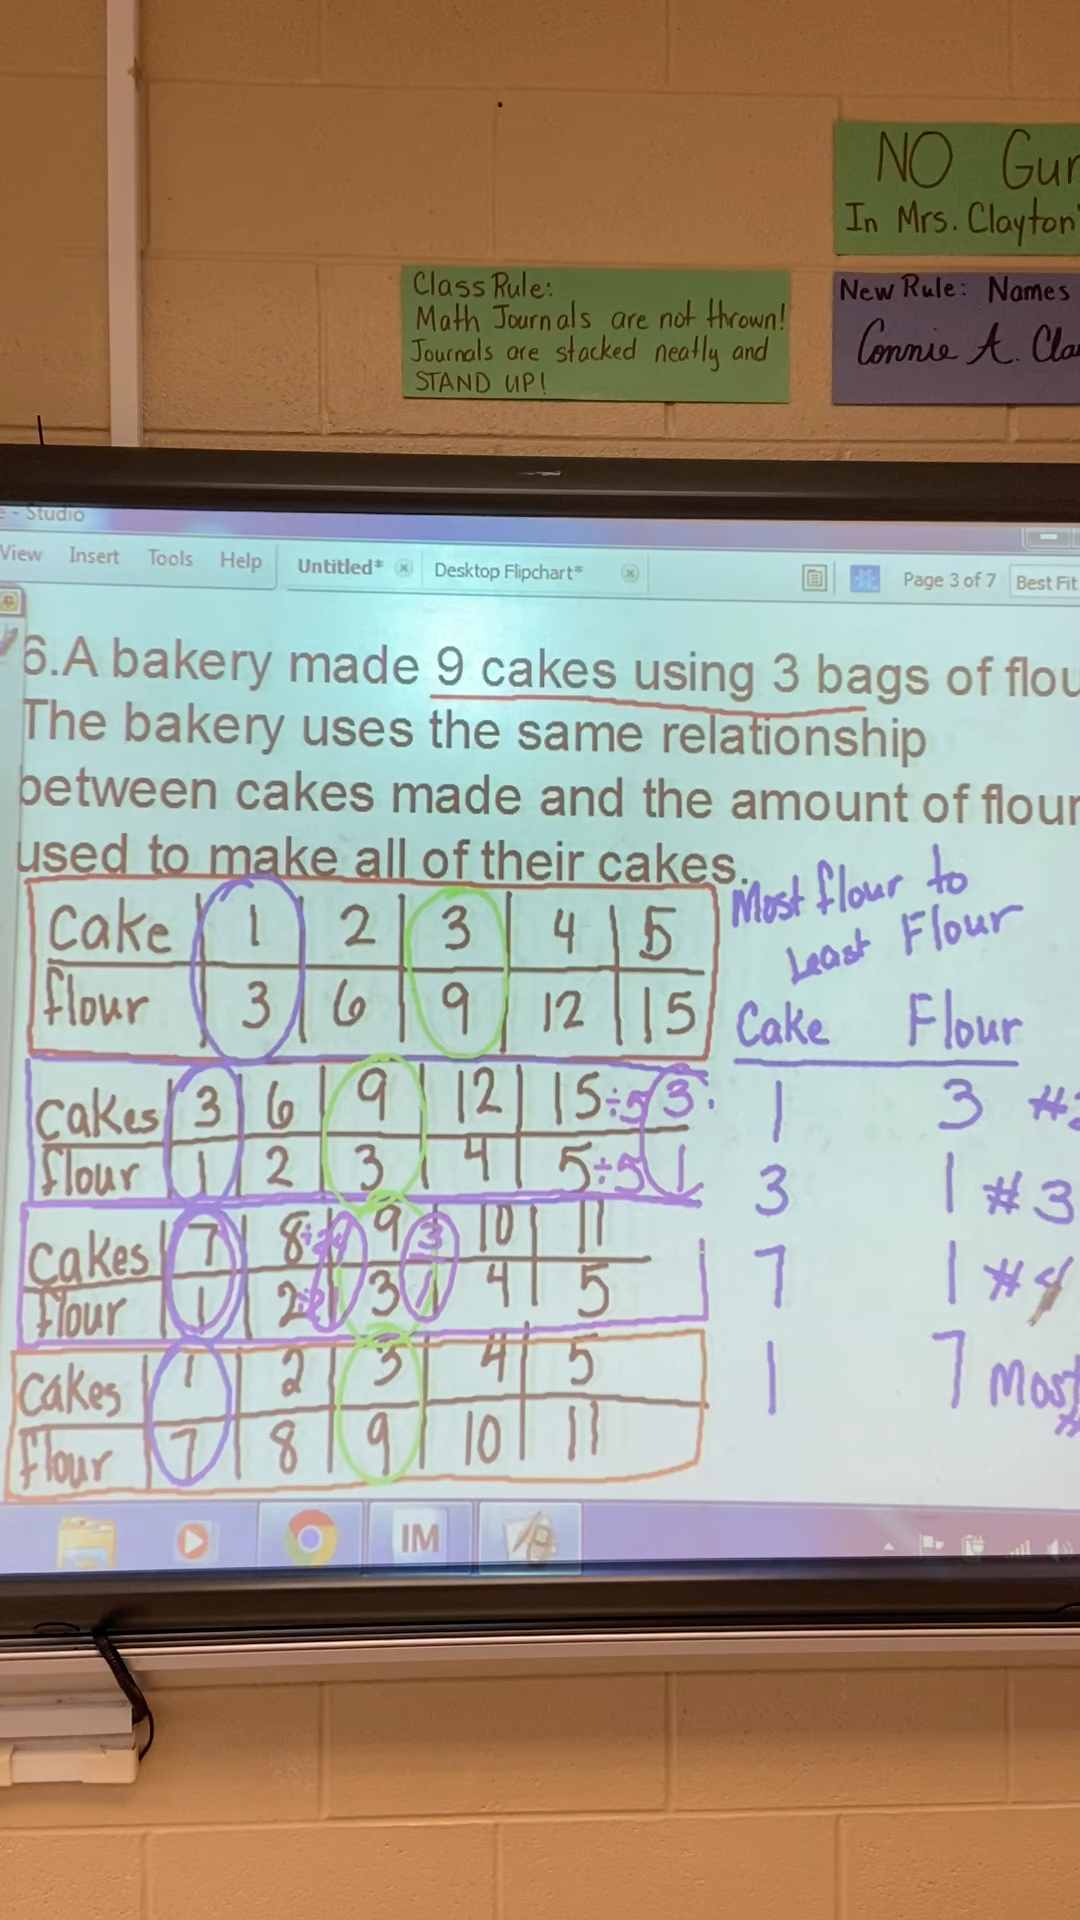 NO Gum
In Mrs. Clayton'
Class Rule:
Math Journals are not thrown!
Journals are stacked neatly and
STAND UP!
New Rule: Names
Connie A. Cla
- Studio
View Insert Tools Help Untitled* Desktop Flipchart* Page 3 of 7 Best Fit
6.A bakery made 9 cakes using 3 bags of flou
The bakery uses the same relationship
between cakes made and the amount of flour
used to make all of their cakes.
Most flour to
Least Flour
Cake 1 2 3 4 5
flour 3 6 9 12 15
Cakes 3 6 9 12 15÷5 3
flour 1 2 3 4 5÷5 1
Cakes 7 8 9 3 10 11
flour 1 2 3 1 4 5
Cakes 1 2 3 4 5
flour 7 8 9 10 11
Cake Flour
1 3 #
3 1 #3
7 1 #4
1 7 Most
#
IM